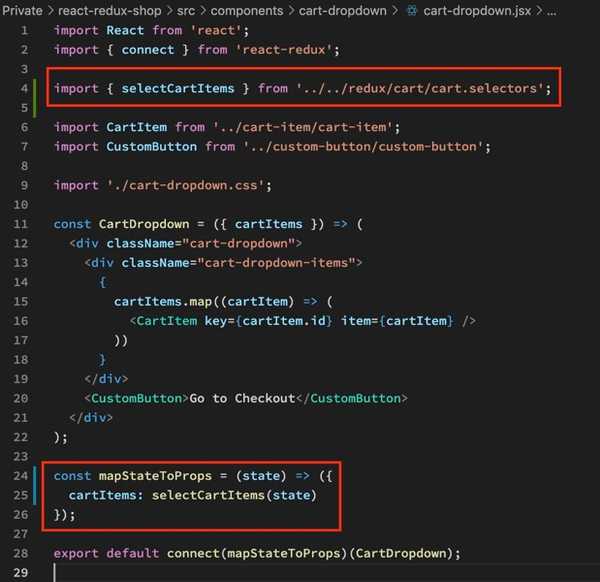 Private > react-redux-shop > src > components > cart-dropdown > cart-dropdown.jsx > ...
1 import React from 'react';
2 import { connect } from 'react-redux';
3
4 import { selectCartItems } from '../../redux/cart/cart.selectors';
5
6 import CartItem from '../cart-item/cart-item';
7 import CustomButton from '../custom-button/custom-button';
8
9 import './cart-dropdown.css';
10
11 const CartDropdown = ({ cartItems }) => (
12   <div className="cart-dropdown">
13     <div className="cart-dropdown-items">
14       {
15         cartItems.map((cartItem) => (
16           <CartItem key={cartItem.id} item={cartItem} />
17         ))
18       }
19     </div>
20     <CustomButton>Go to Checkout</CustomButton>
21   </div>
22 );
23
24 const mapStateToProps = (state) => ({
25   cartItems: selectCartItems(state)
26 });
27
28 export default connect(mapStateToProps)(CartDropdown);
29